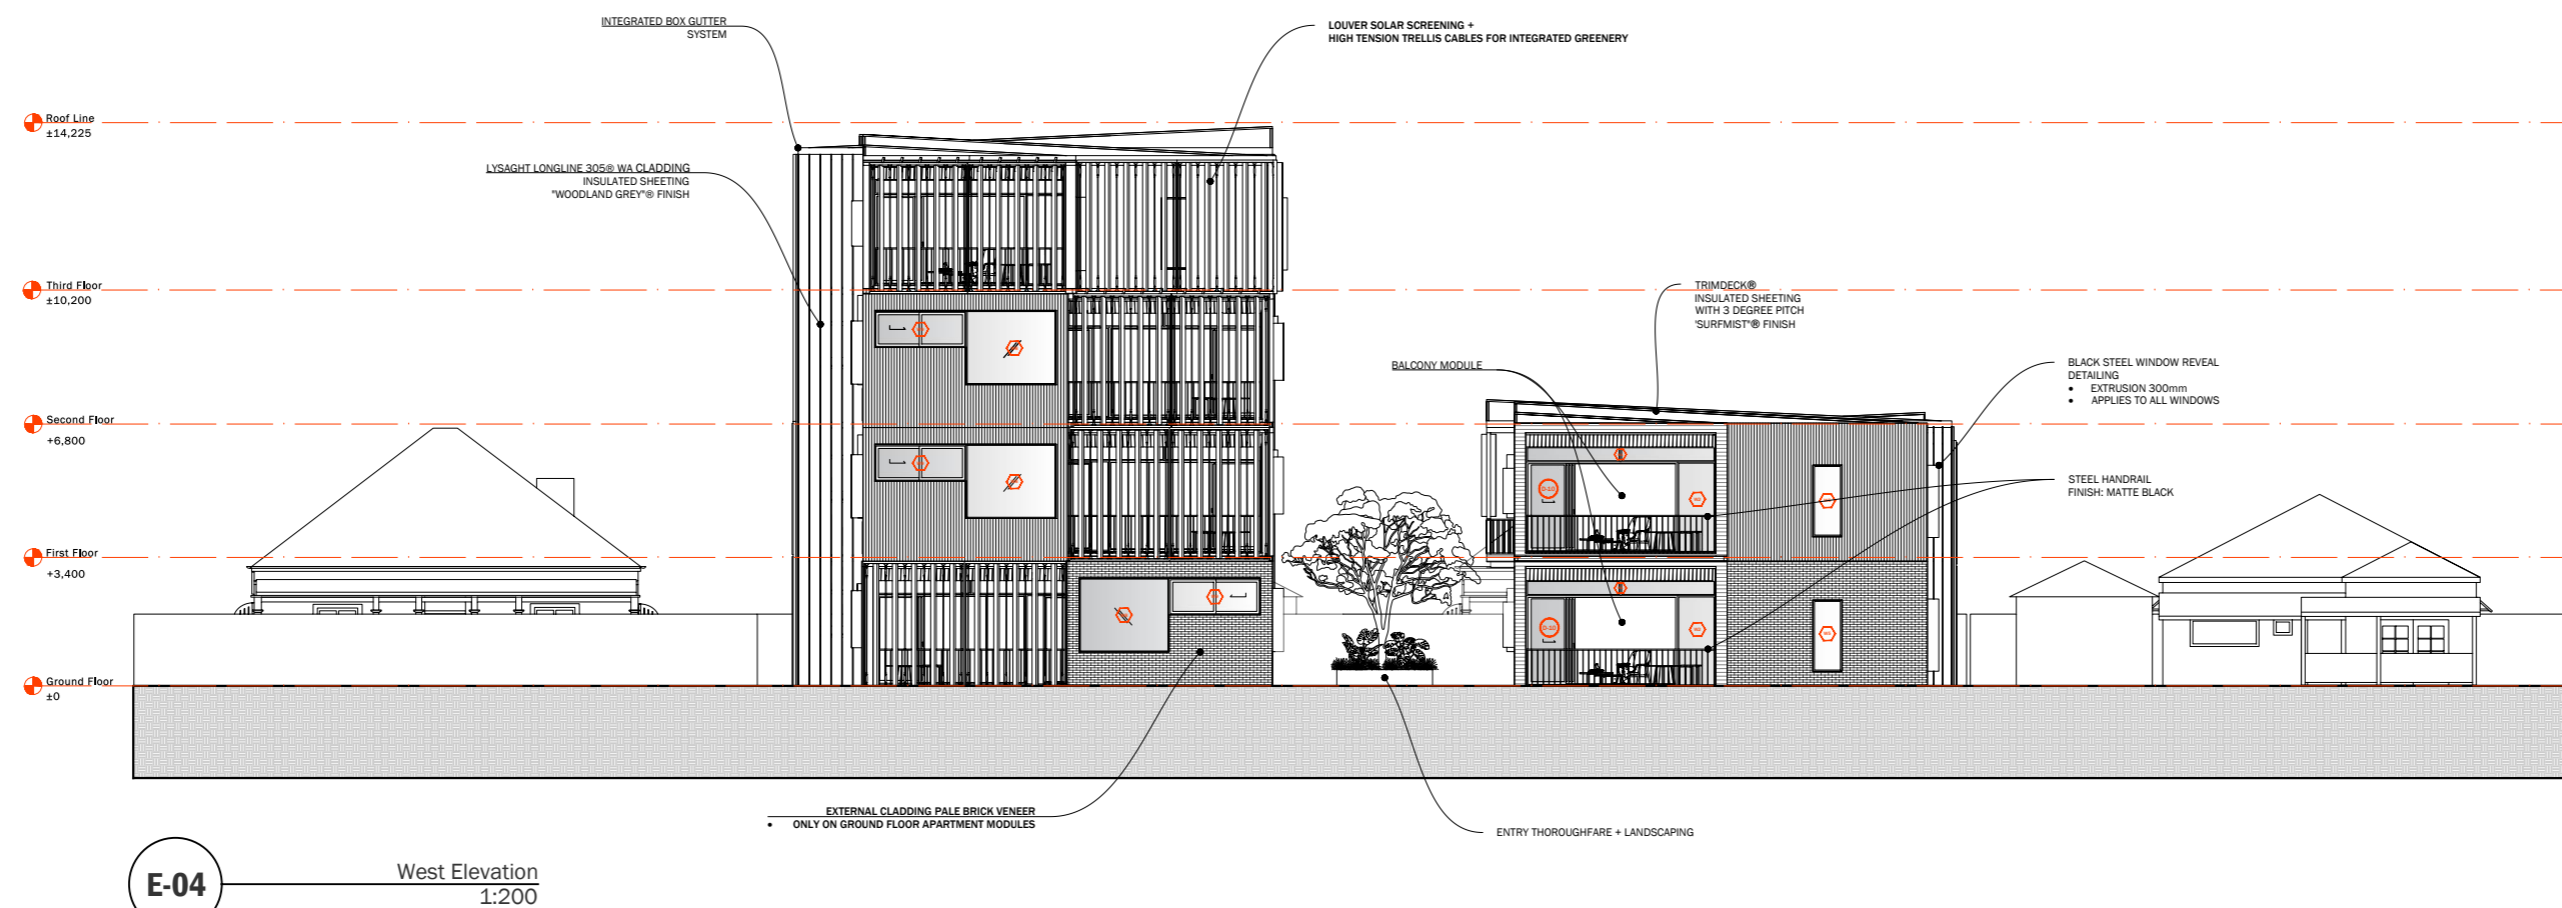 INTEGRATED BOX GUTTER
SYSTEM
LOUVER SOLAR SCREENING +
HIGH TENSION TRELLIS CABLES FOR INTEGRATED GREENERY
Roof Line
±14,225
LYSAGHT LONGLINE 305® WA CLADDING
INSULATED SHEETING
"WOODLAND GREY"® FINISH
Third Floor
±10,200
TRIMDECK®
INSULATED SHEETING
WITH 3 DEGREE PITCH
'SURFMIST'® FINISH
BALCONY MODULE
BLACK STEEL WINDOW REVEAL
DETAILING
• EXTRUSION 300mm
• APPLIES TO ALL WINDOWS
Second Floor
+6,800
STEEL HANDRAIL
FINISH: MATTE BLACK
First Floor
+3,400
Ground Floor
±0
EXTERNAL CLADDING PALE BRICK VENEER
• ONLY ON GROUND FLOOR APARTMENT MODULES
ENTRY THOROUGHFARE + LANDSCAPING
E-04
West Elevation
1:200